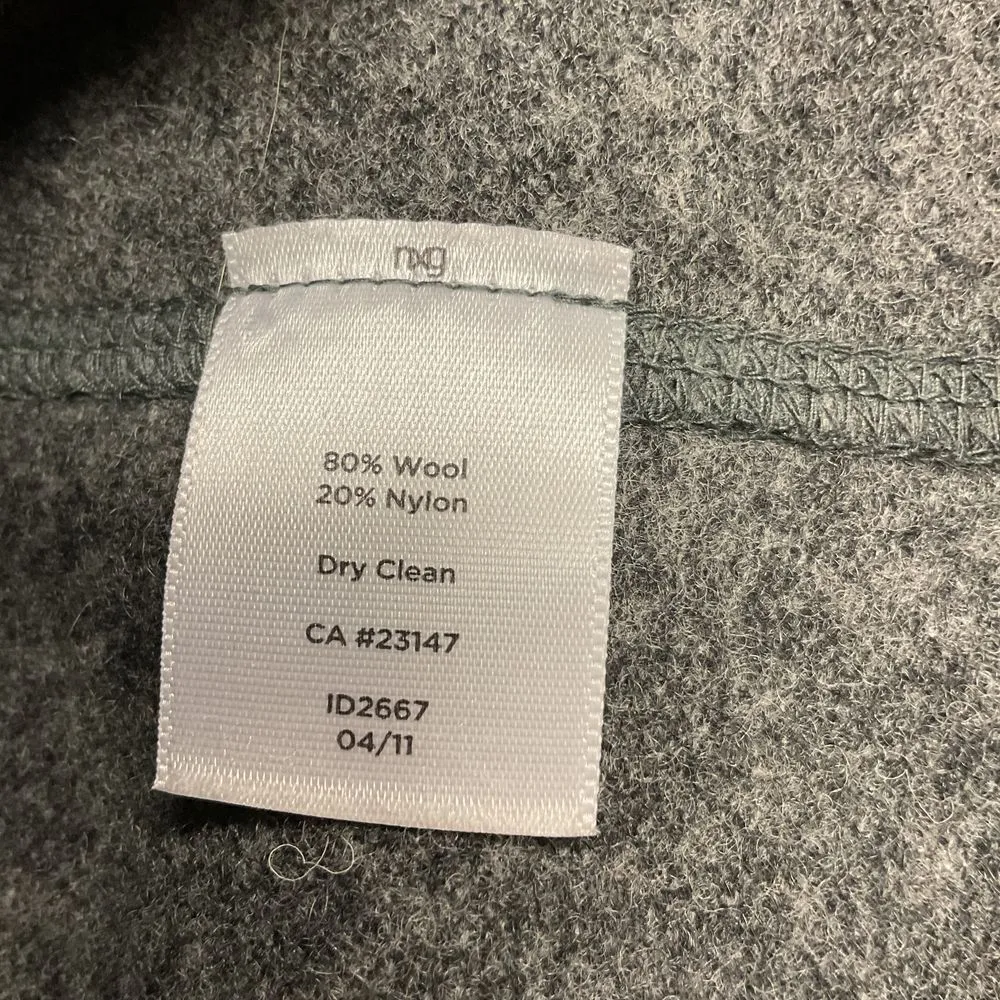 nxg
80% Wool
20% Nylon
Dry Clean
CA #23147
ID2667
04/11